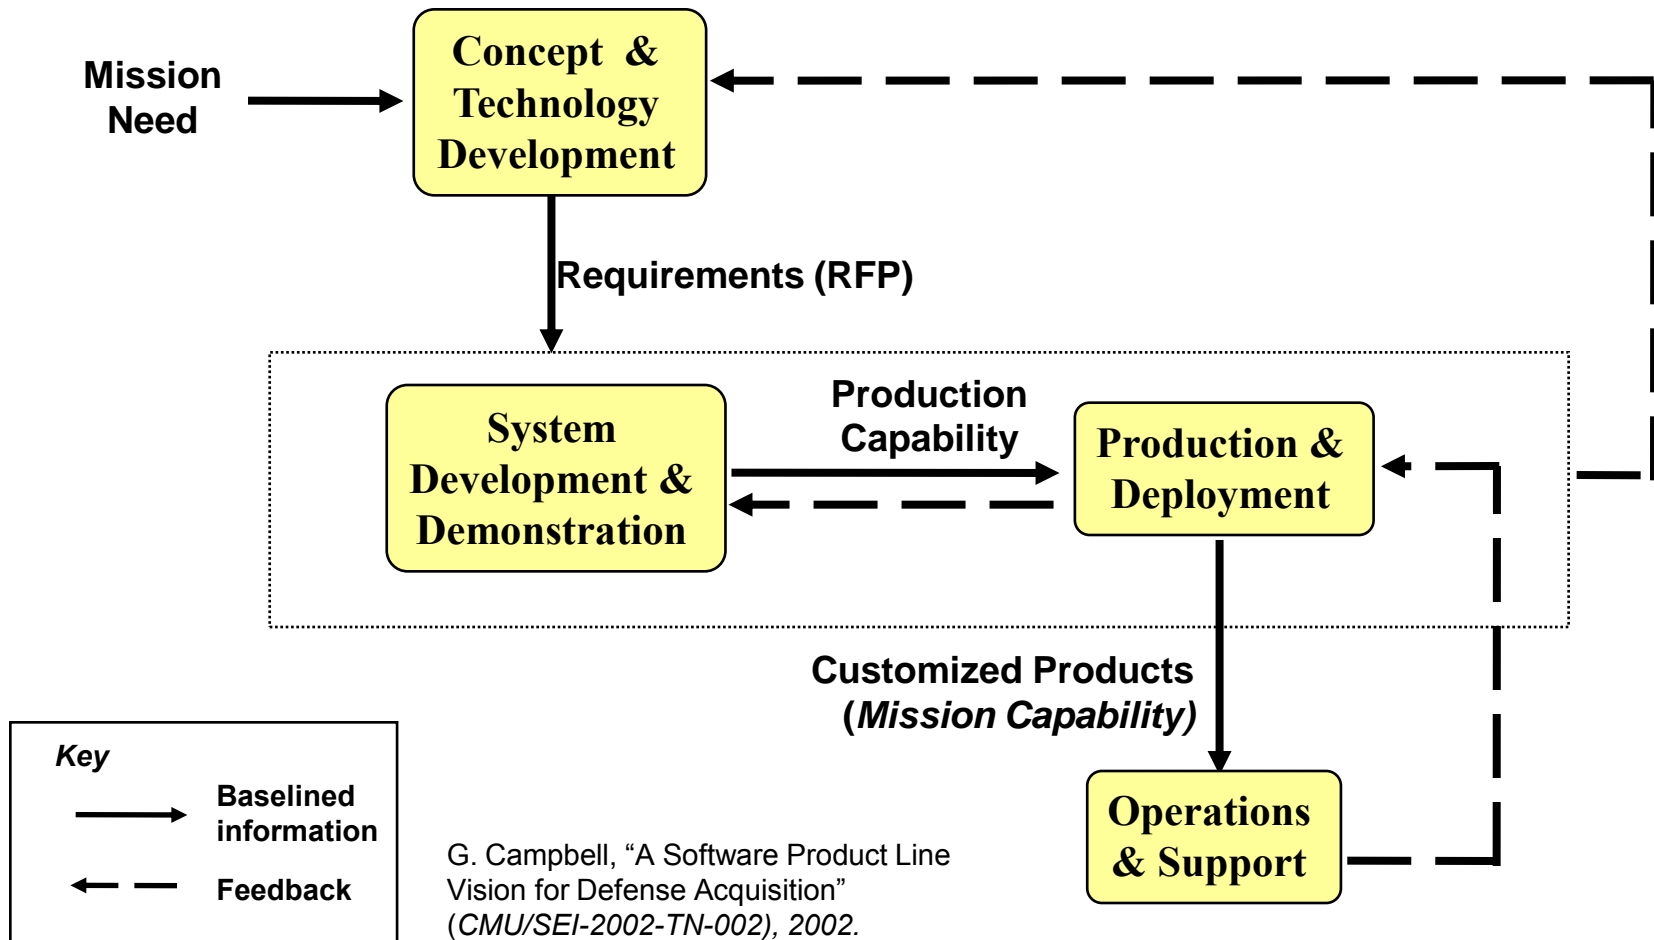 Mission
Need
Concept &
Technology
Development
Requirements (RFP)
System
Development &
Demonstration
Production
Capability
Production &
Deployment
Customized Products
(Mission Capability)
Operations
& Support
Key
Baselined
information
Feedback
G. Campbell, “A Software Product Line
Vision for Defense Acquisition”
(CMU/SEI-2002-TN-002), 2002.